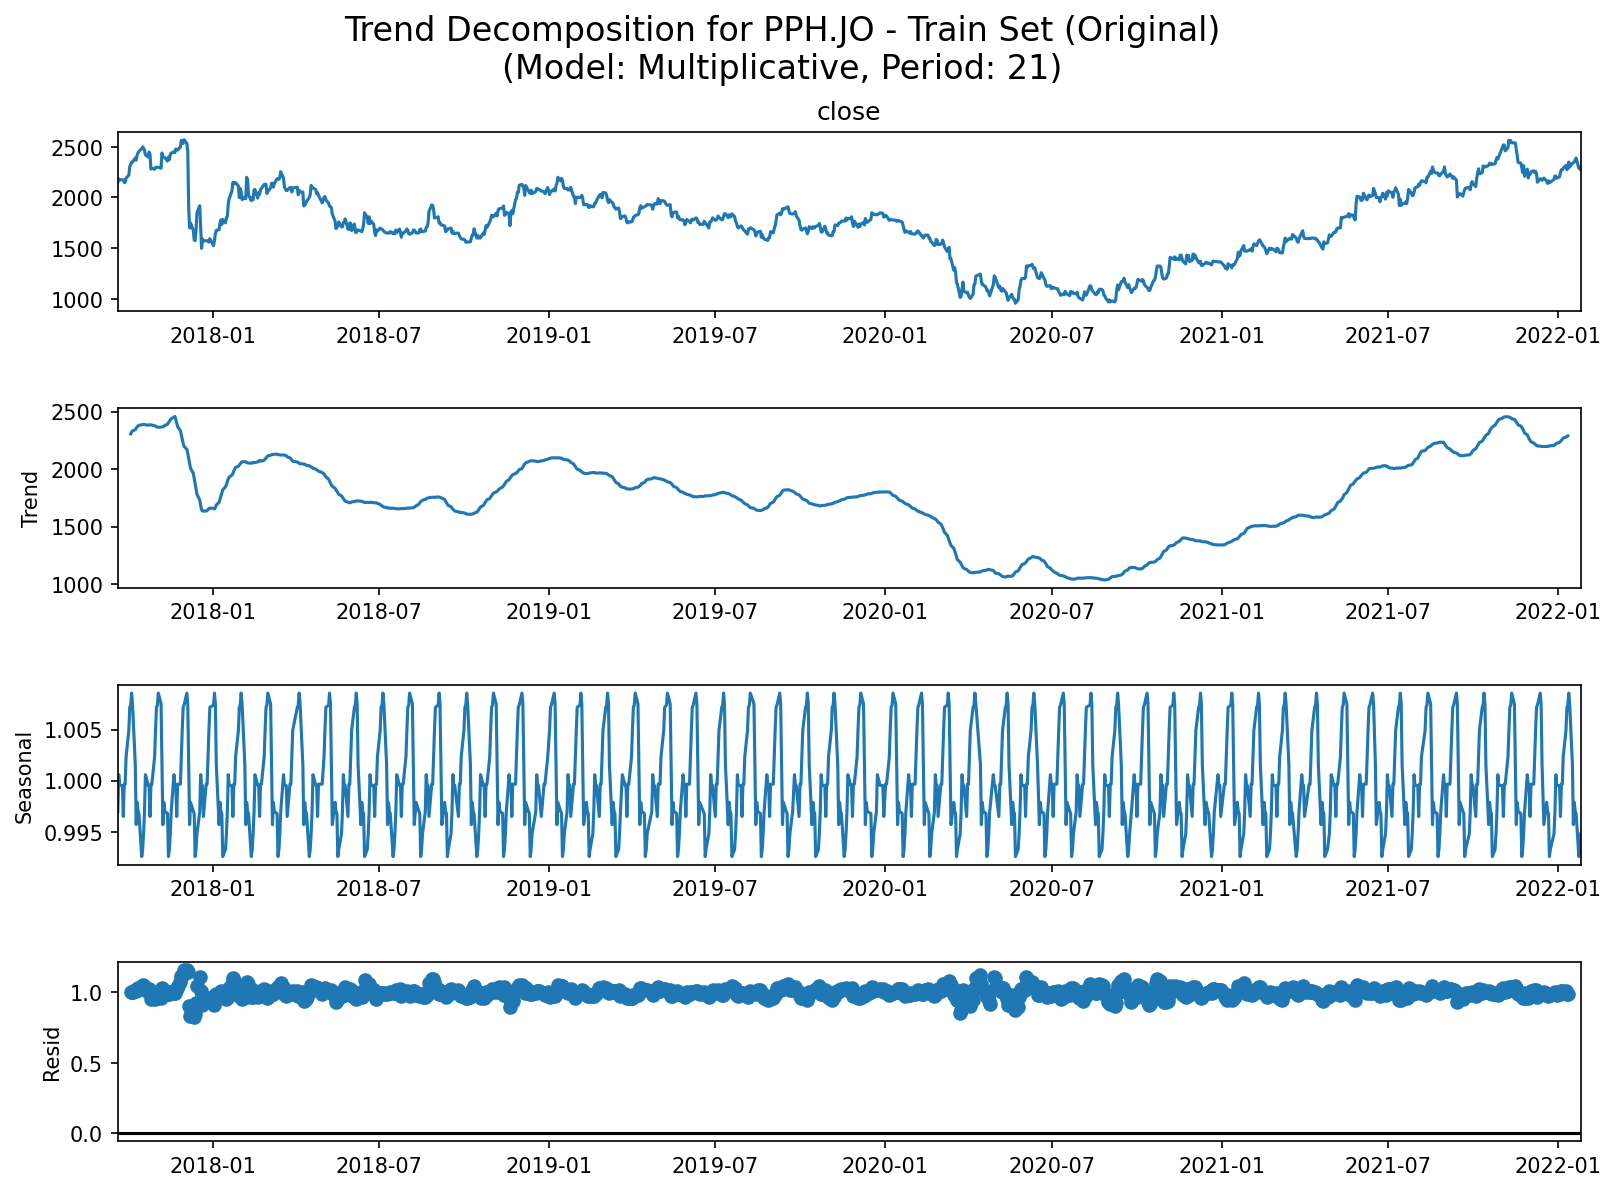 Trend Decomposition for PPH.JO - Train Set (Original)
(Model: Multiplicative, Period: 21)
close
2500
2000
1500
1000
2018-01 2018-07 2019-01 2019-07 2020-01 2020-07 2021-01 2021-07 2022-01
Trend
2500
2000
1500
1000
2018-01 2018-07 2019-01 2019-07 2020-01 2020-07 2021-01 2021-07 2022-01
Seasonal
1.005
1.000
0.995
2018-01 2018-07 2019-01 2019-07 2020-01 2020-07 2021-01 2021-07 2022-01
Resid
1.0
0.5
0.0
2018-01 2018-07 2019-01 2019-07 2020-01 2020-07 2021-01 2021-07 2022-01